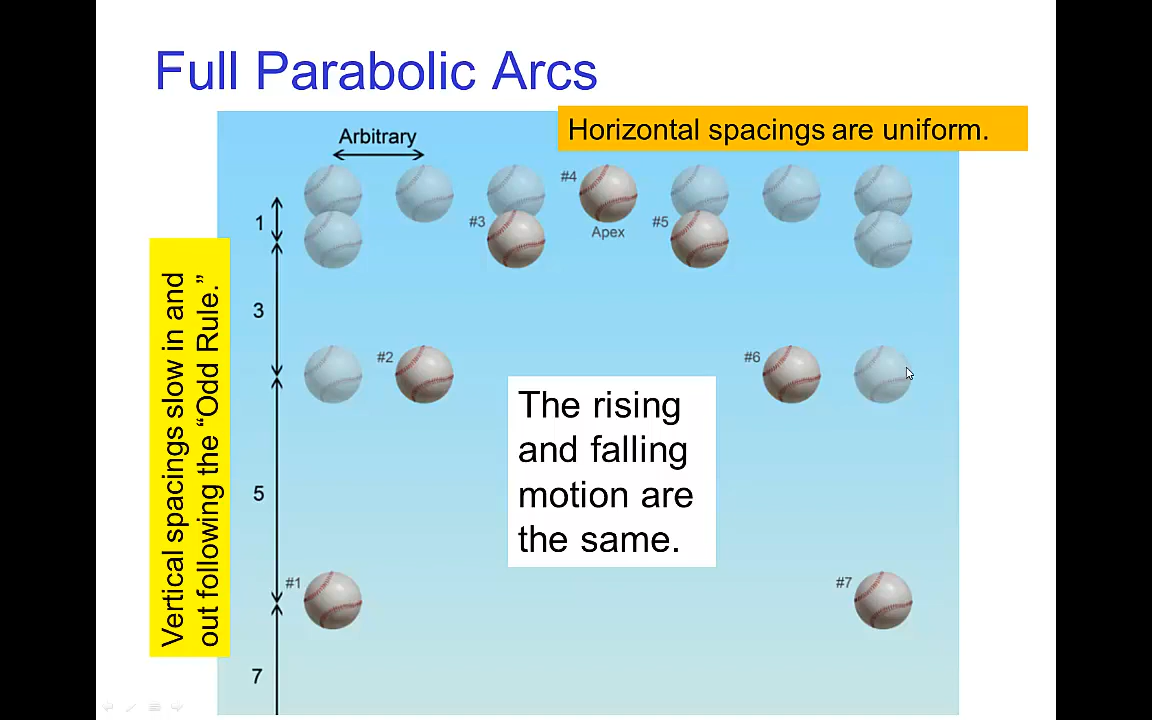 Full Parabolic Arcs
Horizontal spacings are uniform.
Arbitrary
#4
1
#3
#5
Apex
Vertical spacings slow in and
out following the “Odd Rule.”
3
#2
#6
The rising
and falling
motion are
the same.
5
#1
#7
7